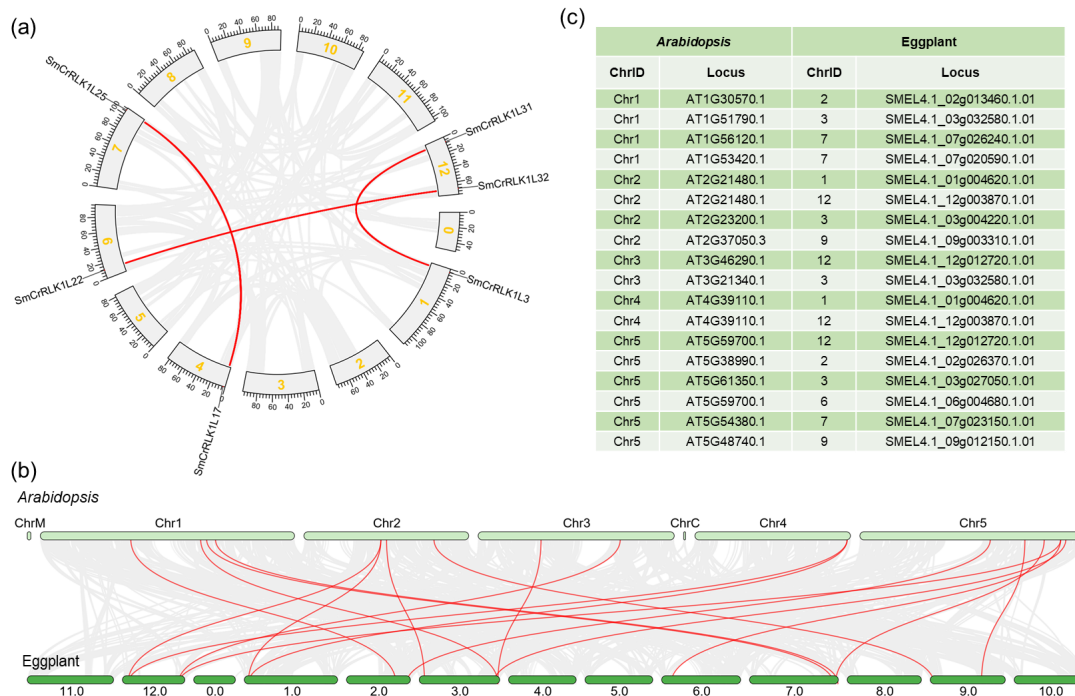 (a)
SmCrRLK1L25
SmCrRLK1L31
SmCrRLK1L32
SmCrRLK1L3
SmCrRLK1L22
SmCrRLK1L17
9
10
8
11
7
12
6
0
5
1
4
3
2
(c)
Arabidopsis Eggplant
ChrID Locus ChrID Locus
Chr1 AT1G30570.1 2 SMEL4.1_02g013460.1.01
Chr1 AT1G51790.1 3 SMEL4.1_03g032580.1.01
Chr1 AT1G56120.1 7 SMEL4.1_07g026240.1.01
Chr1 AT1G53420.1 7 SMEL4.1_07g020590.1.01
Chr2 AT2G21480.1 1 SMEL4.1_01g004620.1.01
Chr2 AT2G21480.1 12 SMEL4.1_12g003870.1.01
Chr2 AT2G23200.1 3 SMEL4.1_03g004220.1.01
Chr2 AT2G37050.3 9 SMEL4.1_09g003310.1.01
Chr3 AT3G46290.1 12 SMEL4.1_12g012720.1.01
Chr3 AT3G21340.1 3 SMEL4.1_03g032580.1.01
Chr4 AT4G39110.1 1 SMEL4.1_01g004620.1.01
Chr4 AT4G39110.1 12 SMEL4.1_12g003870.1.01
Chr5 AT5G59700.1 12 SMEL4.1_12g012720.1.01
Chr5 AT5G38990.1 2 SMEL4.1_02g026370.1.01
Chr5 AT5G61350.1 3 SMEL4.1_03g027050.1.01
Chr5 AT5G59700.1 6 SMEL4.1_06g004680.1.01
Chr5 AT5G54380.1 7 SMEL4.1_07g023150.1.01
Chr5 AT5G48740.1 9 SMEL4.1_09g012150.1.01
(b)
Arabidopsis
ChrM Chr1 Chr2 Chr3 ChrC Chr4 Chr5
Eggplant
11.0 12.0 0.0 1.0 2.0 3.0 4.0 5.0 6.0 7.0 8.0 9.0 10.0